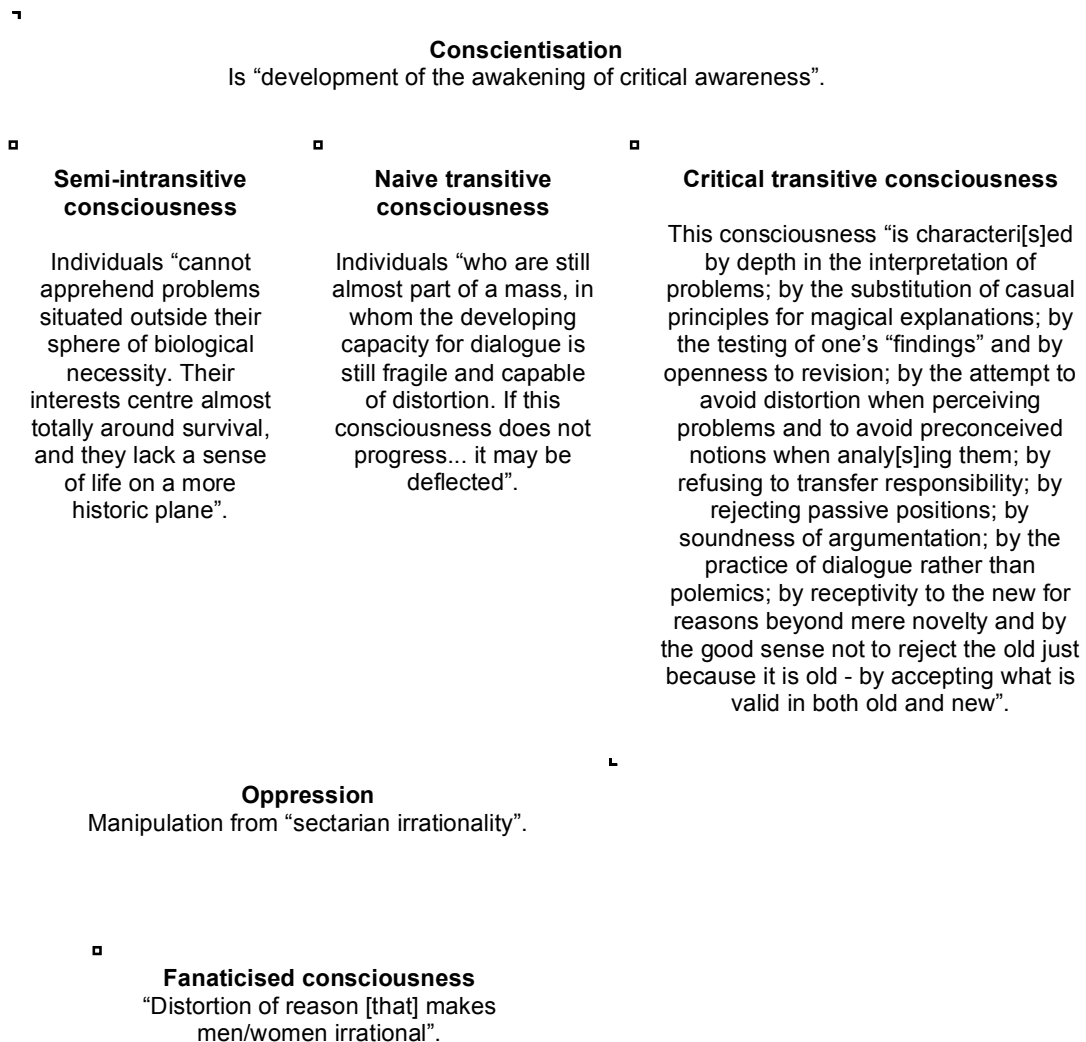 Conscientisation
Is “development of the awakening of critical awareness”.
Semi-intransitive
consciousness
Individuals “cannot
apprehend problems
situated outside their
sphere of biological
necessity. Their
interests centre almost
totally around survival,
and they lack a sense
of life on a more
historic plane”.
Naive transitive
consciousness
Individuals “who are still
almost part of a mass, in
whom the developing
capacity for dialogue is
still fragile and capable
of distortion. If this
consciousness does not
progress... it may be
deflected”.
Critical transitive consciousness
This consciousness “is characteri[s]ed
by depth in the interpretation of
problems; by the substitution of casual
principles for magical explanations; by
the testing of one’s “findings” and by
openness to revision; by the attempt to
avoid distortion when perceiving
problems and to avoid preconceived
notions when analy[s]ing them; by
refusing to transfer responsibility; by
rejecting passive positions; by
soundness of argumentation; by the
practice of dialogue rather than
polemics; by receptivity to the new for
reasons beyond mere novelty and by
the good sense not to reject the old just
because it is old - by accepting what is
valid in both old and new”.
Oppression
Manipulation from “sectarian irrationality”.
Fanaticised consciousness
“Distortion of reason [that] makes
men/women irrational”.